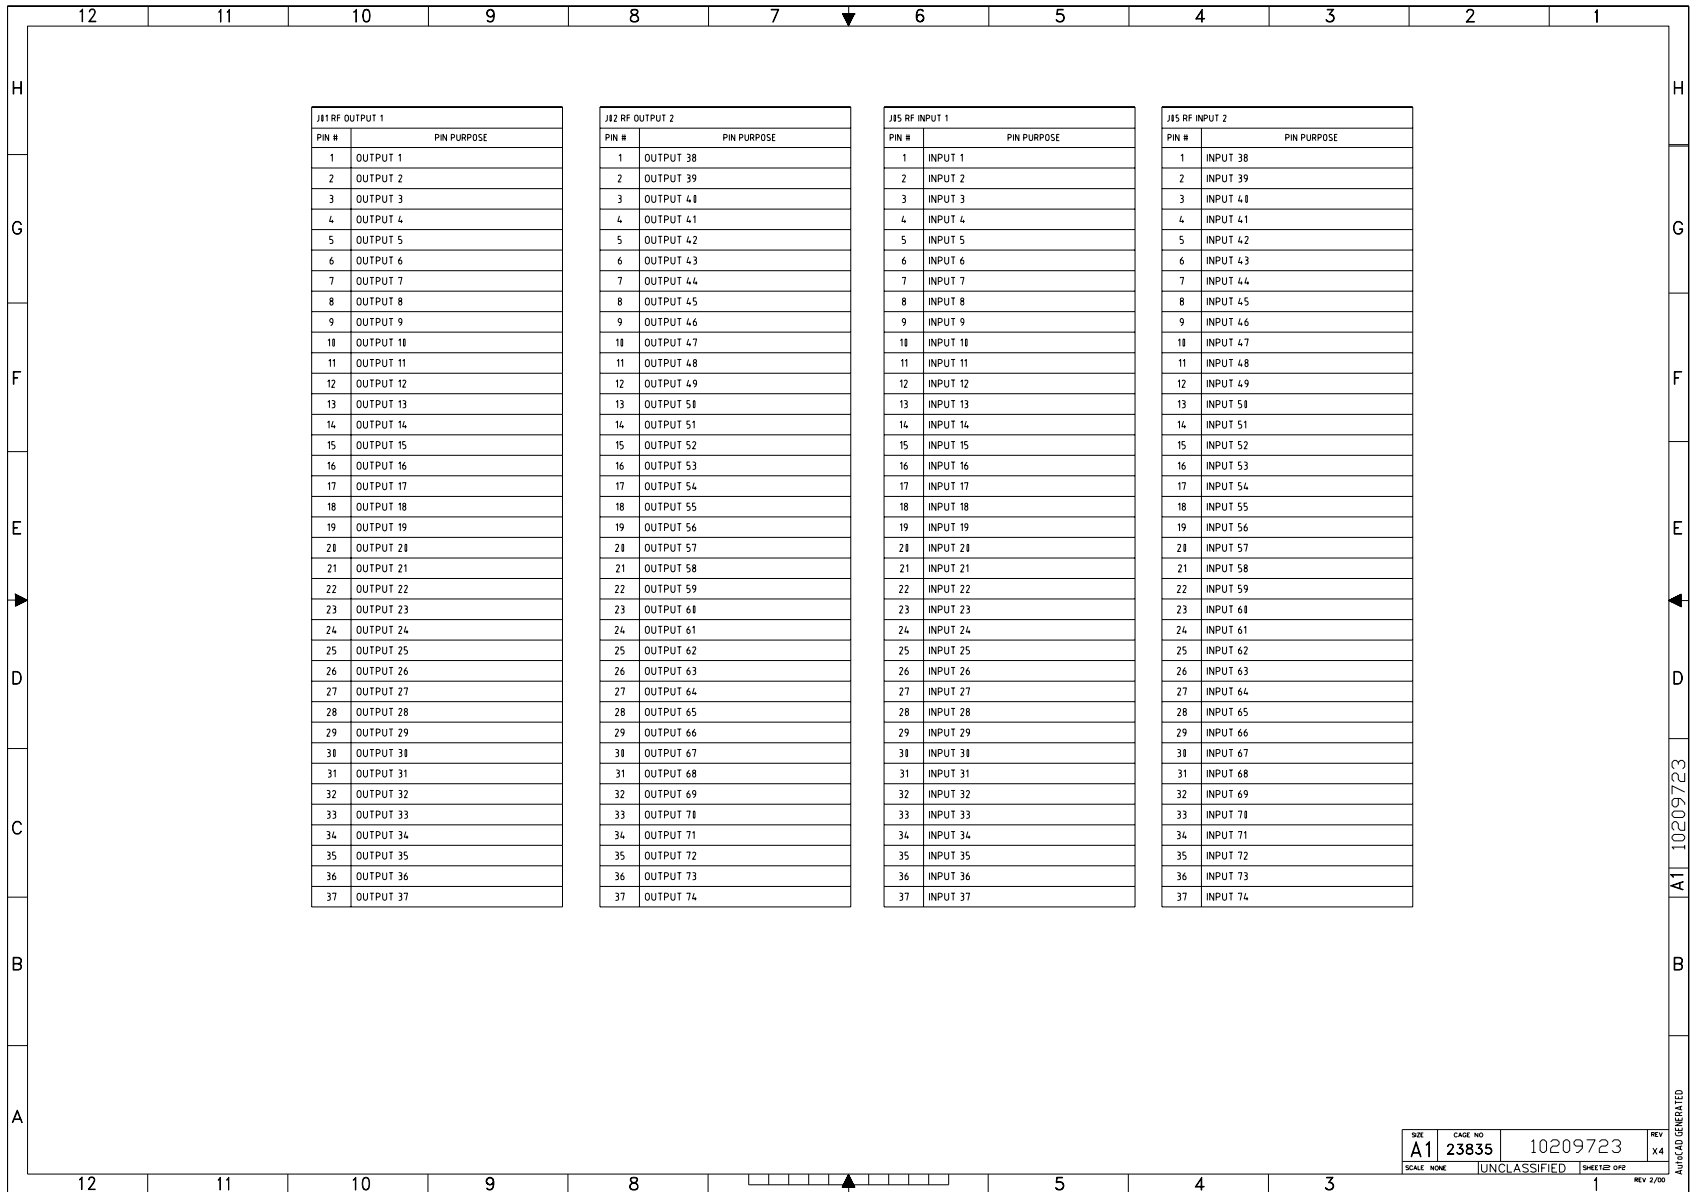 12 11 10 9 8 7 6 5 4 3 2 1
H H
G G
F F
E E
D D
C C
B B
A A
J01 RF OUTPUT 1
PIN # PIN PURPOSE
1 OUTPUT 1
2 OUTPUT 2
3 OUTPUT 3
4 OUTPUT 4
5 OUTPUT 5
6 OUTPUT 6
7 OUTPUT 7
8 OUTPUT 8
9 OUTPUT 9
10 OUTPUT 10
11 OUTPUT 11
12 OUTPUT 12
13 OUTPUT 13
14 OUTPUT 14
15 OUTPUT 15
16 OUTPUT 16
17 OUTPUT 17
18 OUTPUT 18
19 OUTPUT 19
20 OUTPUT 20
21 OUTPUT 21
22 OUTPUT 22
23 OUTPUT 23
24 OUTPUT 24
25 OUTPUT 25
26 OUTPUT 26
27 OUTPUT 27
28 OUTPUT 28
29 OUTPUT 29
30 OUTPUT 30
31 OUTPUT 31
32 OUTPUT 32
33 OUTPUT 33
34 OUTPUT 34
35 OUTPUT 35
36 OUTPUT 36
37 OUTPUT 37
J02 RF OUTPUT 2
PIN # PIN PURPOSE
1 OUTPUT 38
2 OUTPUT 39
3 OUTPUT 40
4 OUTPUT 41
5 OUTPUT 42
6 OUTPUT 43
7 OUTPUT 44
8 OUTPUT 45
9 OUTPUT 46
10 OUTPUT 47
11 OUTPUT 48
12 OUTPUT 49
13 OUTPUT 50
14 OUTPUT 51
15 OUTPUT 52
16 OUTPUT 53
17 OUTPUT 54
18 OUTPUT 55
19 OUTPUT 56
20 OUTPUT 57
21 OUTPUT 58
22 OUTPUT 59
23 OUTPUT 60
24 OUTPUT 61
25 OUTPUT 62
26 OUTPUT 63
27 OUTPUT 64
28 OUTPUT 65
29 OUTPUT 66
30 OUTPUT 67
31 OUTPUT 68
32 OUTPUT 69
33 OUTPUT 70
34 OUTPUT 71
35 OUTPUT 72
36 OUTPUT 73
37 OUTPUT 74
J05 RF INPUT 1
PIN # PIN PURPOSE
1 INPUT 1
2 INPUT 2
3 INPUT 3
4 INPUT 4
5 INPUT 5
6 INPUT 6
7 INPUT 7
8 INPUT 8
9 INPUT 9
10 INPUT 10
11 INPUT 11
12 INPUT 12
13 INPUT 13
14 INPUT 14
15 INPUT 15
16 INPUT 16
17 INPUT 17
18 INPUT 18
19 INPUT 19
20 INPUT 20
21 INPUT 21
22 INPUT 22
23 INPUT 23
24 INPUT 24
25 INPUT 25
26 INPUT 26
27 INPUT 27
28 INPUT 28
29 INPUT 29
30 INPUT 30
31 INPUT 31
32 INPUT 32
33 INPUT 33
34 INPUT 34
35 INPUT 35
36 INPUT 36
37 INPUT 37
J05 RF INPUT 2
PIN # PIN PURPOSE
1 INPUT 38
2 INPUT 39
3 INPUT 40
4 INPUT 41
5 INPUT 42
6 INPUT 43
7 INPUT 44
8 INPUT 45
9 INPUT 46
10 INPUT 47
11 INPUT 48
12 INPUT 49
13 INPUT 50
14 INPUT 51
15 INPUT 52
16 INPUT 53
17 INPUT 54
18 INPUT 55
19 INPUT 56
20 INPUT 57
21 INPUT 58
22 INPUT 59
23 INPUT 60
24 INPUT 61
25 INPUT 62
26 INPUT 63
27 INPUT 64
28 INPUT 65
29 INPUT 66
30 INPUT 67
31 INPUT 68
32 INPUT 69
33 INPUT 70
34 INPUT 71
35 INPUT 72
36 INPUT 73
37 INPUT 74
A1 10209723
AutoCAD GENERATED
SIZE CAGE NO REV
A1 23835 10209723 X4
SCALE NONE UNCLASSIFIED SHEET 2 OF 2
12 11 10 9 8 5 4 3 1
REV 2/00